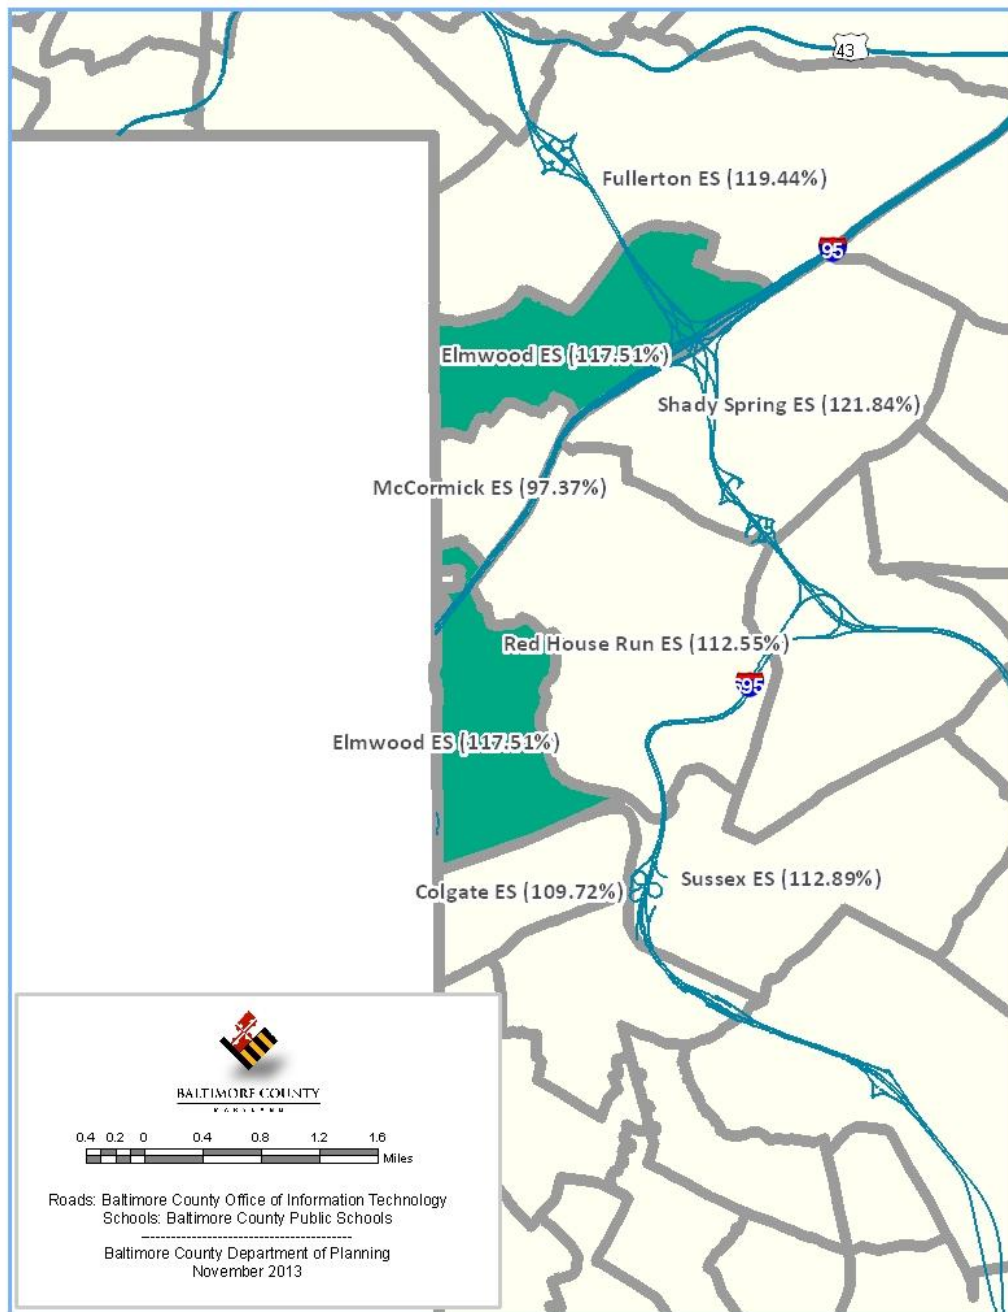 43
Fullerton ES (119.44%)
95
Elmwood ES (117.51%)
Shady Spring ES (121.84%)
McCormick ES (97.37%)
Red House Run ES (112.55%)
695
Elmwood ES (117.51%)
Sussex ES (112.89%)
Colgate ES (109.72%)
BALTIMORE COUNTY
MARYLAND
0.4 0.2 0 0.4 0.8 1.2 1.6
Miles
Roads: Baltimore County Office of Information Technology
Schools: Baltimore County Public Schools
Baltimore County Department of Planning
November 2013